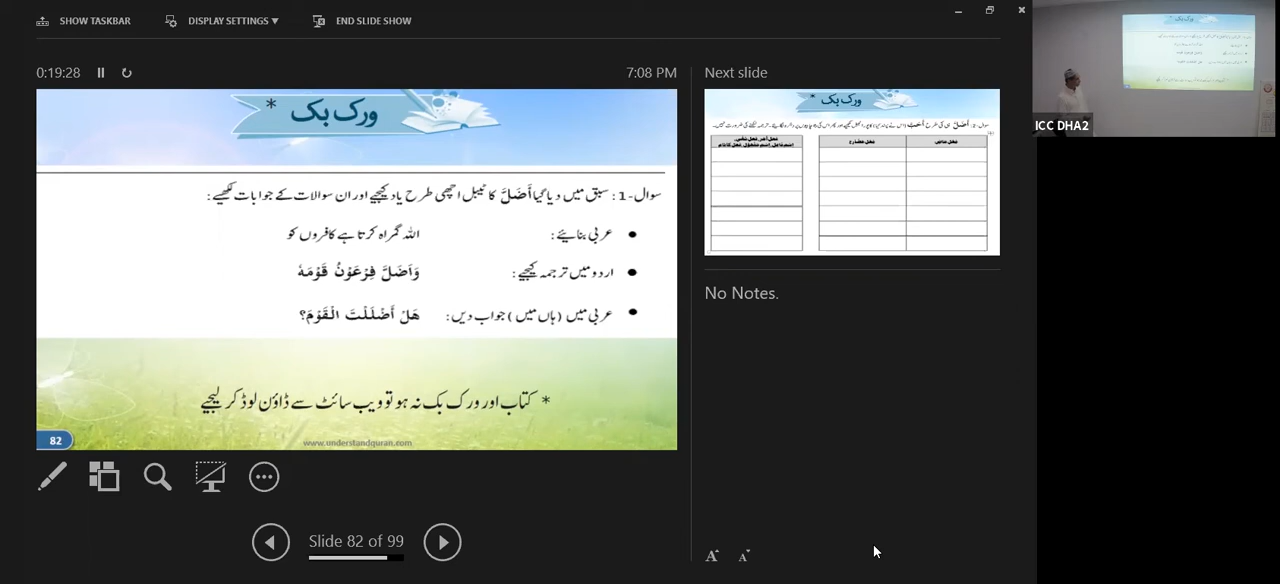 SHOW TASKBAR
DISPLAY SETTINGS ▼
END SLIDE SHOW
0:19:28
7:08 PM
Next slide
ورک بک *
سوال-1: سبق میں دیا گیا أَضَلَّ کا ٹیبل اچھی طرح یاد کیجیے اور ان سوالات کے جوابات لکھیے:
● عربی بنائیے: اللہ گمراہ کرتا ہے کافروں کو
● اردو میں ترجمہ کیجیے: وَاَضَلَّ فِرْعَوْنُ قَوْمَهٗ
● عربی میں (ہاں میں) جواب دیں: هَلْ أَضْلَلْتَ الْقَوْمَ؟
* کتاب اور ورک بک نہ ہو تو ویب سائٹ سے ڈاؤن لوڈ کر لیجیے
82
www.understandquran.com
ورک بک *
فعل ماضی
فعل مضارع
No Notes.
ICC DHA2
Slide 82 of 99